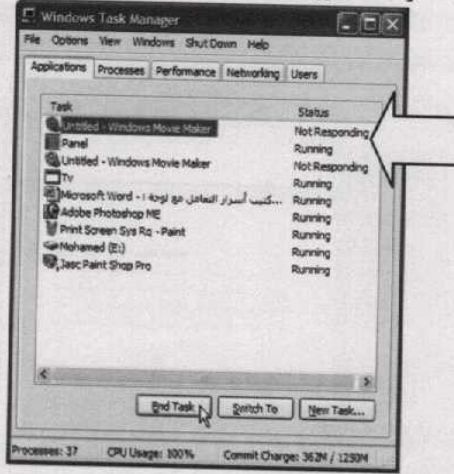 Windows Task Manager
File Options View Windows Shut Down Help
Applications Processes Performance Networking Users
Task Status
Untitled - Windows Movie Maker Not Responding
Panel Running
Untitled - Windows Movie Maker Not Responding
Tv Running
Microsoft Word - كتيب أسرار التعامل مع لوحة ا... Running
Adobe Photoshop ME Running
Print Screen Sys Rq - Paint Running
Mohamed (E:) Running
Jasc Paint Shop Pro Running
End Task Switch To New Task...
Processes: 37 CPU Usage: 100% Commit Charge: 362M / 1250M